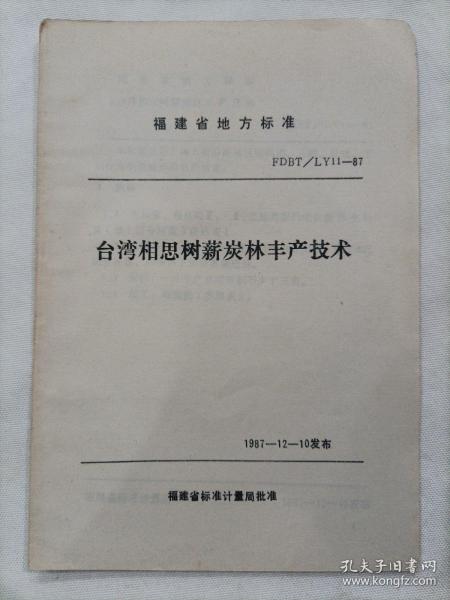 福建省地方标准
FDBT/LY11—87
台湾相思树薪炭林丰产技术
1987—12—10发布
福建省标准计量局批准
孔夫子旧书网
www.kongfz.com